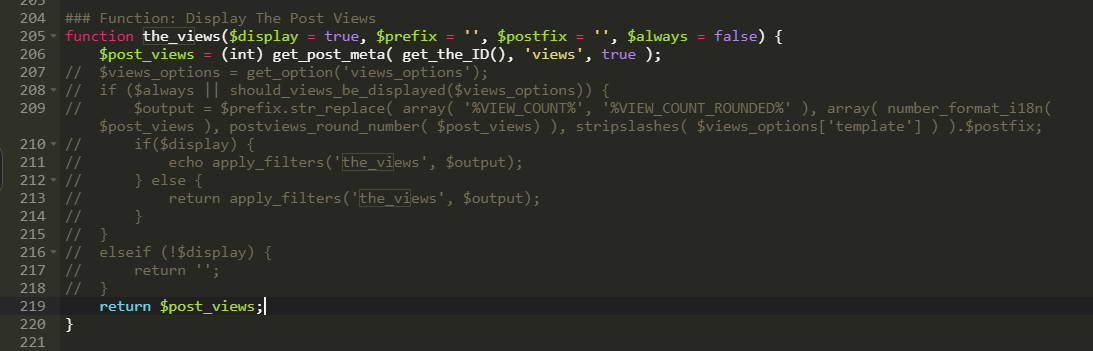 203
204 ### Function: Display The Post Views
205 function the_views($display = true, $prefix = '', $postfix = '', $always = false) {
206     $post_views = (int) get_post_meta( get_the_ID(), 'views', true );
207 //  $views_options = get_option('views_options');
208 //  if ($always || should_views_be_displayed($views_options)) {
209 //      $output = $prefix.str_replace( array( '%VIEW_COUNT%', '%VIEW_COUNT_ROUNDED%' ), array( number_format_i18n(
$post_views ), postviews_round_number( $post_views) ), stripslashes( $views_options['template'] ) ).$postfix;
210 //      if($display) {
211 //          echo apply_filters('the_views', $output);
212 //      } else {
213 //          return apply_filters('the_views', $output);
214 //      }
215 //  }
216 //  elseif (!$display) {
217 //      return '';
218 //  }
219     return $post_views;
220 }
221